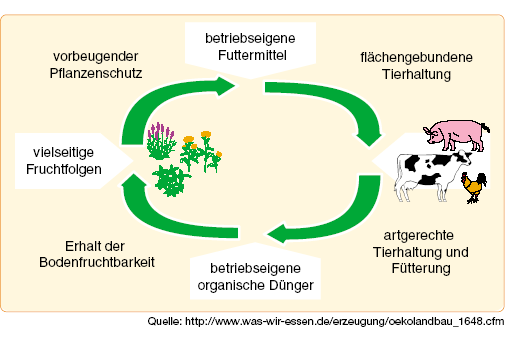 betriebseigene
Futtermittel
vorbeugender
Pflanzenschutz
flächengebundene
Tierhaltung
vielseitige
Fruchtfolgen
Erhalt der
Bodenfruchtbarkeit
artgerechte
Tierhaltung und
Fütterung
betriebseigene
organische Dünger
Quelle: http://www.was-wir-essen.de/erzeugung/oekolandbau_1648.cfm